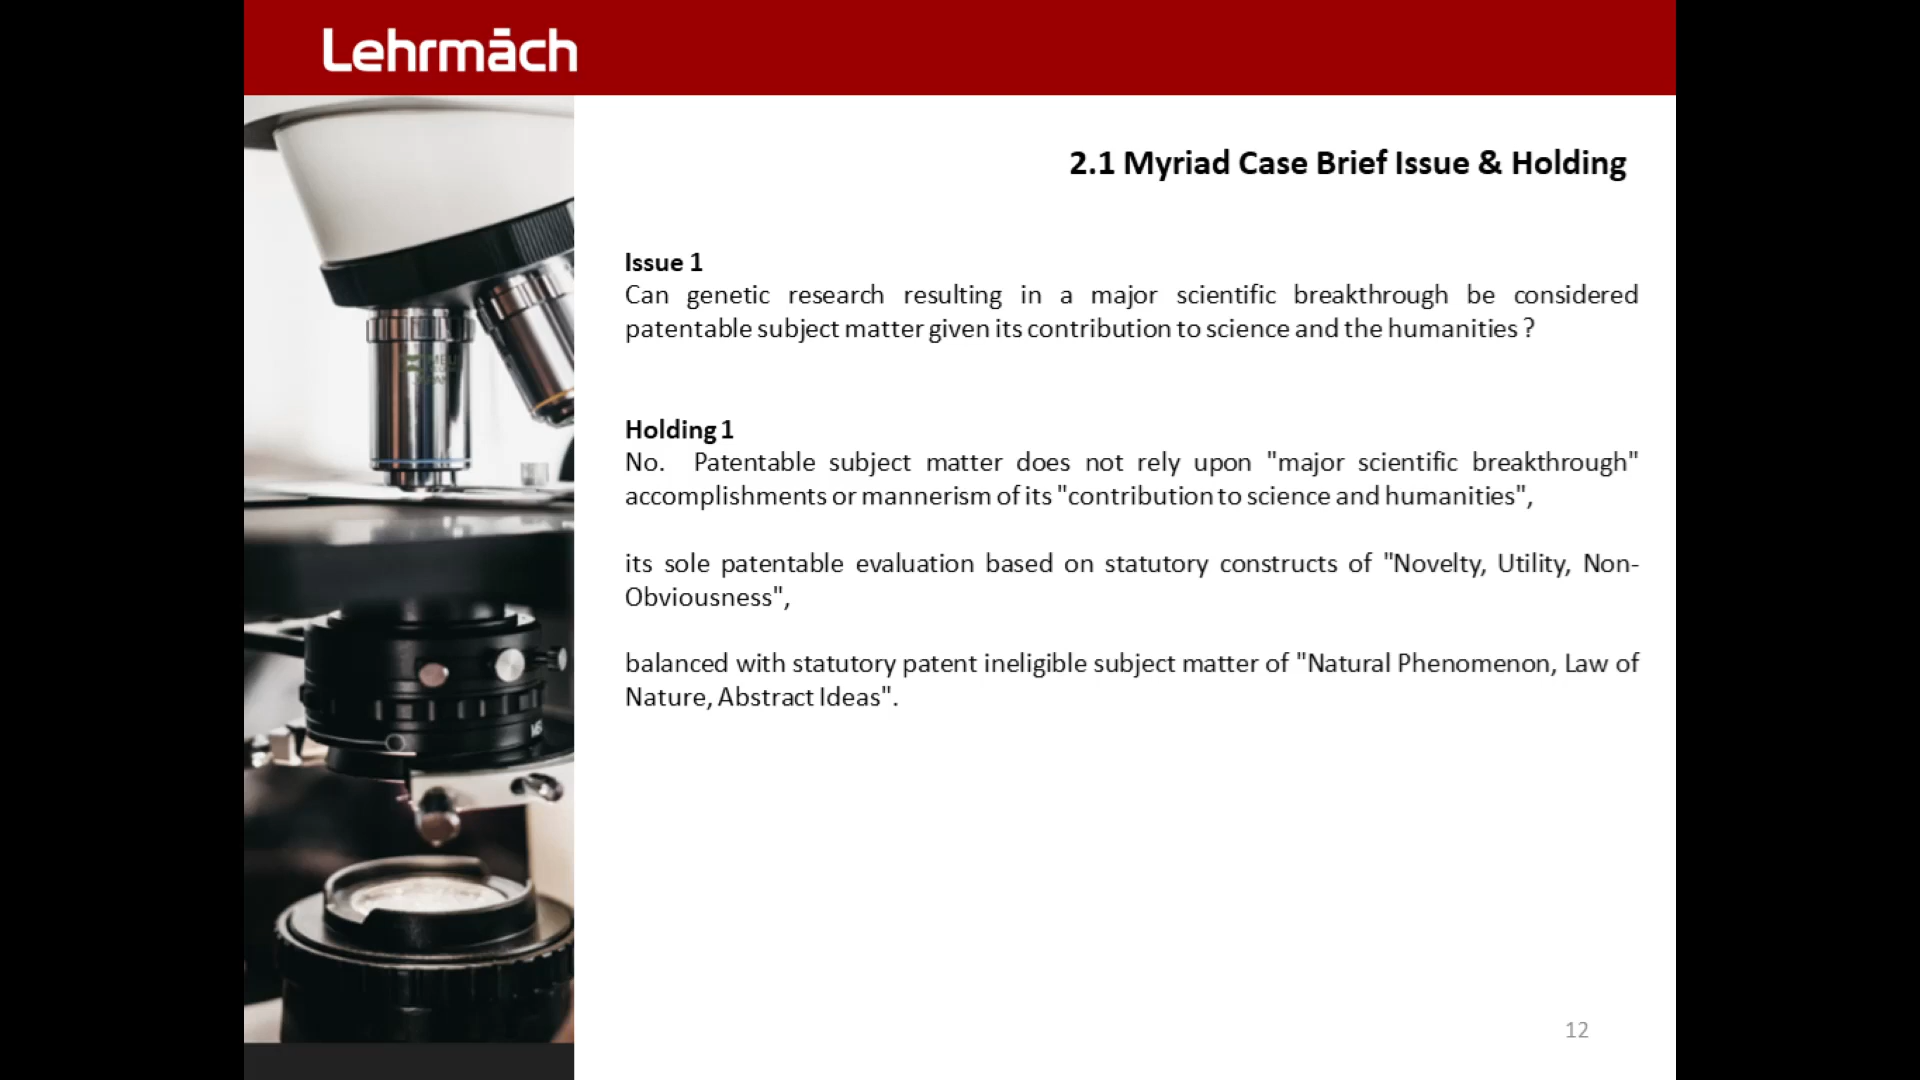 Lehrmāch
2.1 Myriad Case Brief Issue & Holding
Issue 1
Can genetic research resulting in a major scientific breakthrough be considered
patentable subject matter given its contribution to science and the humanities ?
Holding 1
No. Patentable subject matter does not rely upon "major scientific breakthrough"
accomplishments or mannerism of its "contribution to science and humanities",
its sole patentable evaluation based on statutory constructs of "Novelty, Utility, Non-
Obviousness",
balanced with statutory patent ineligible subject matter of "Natural Phenomenon, Law of
Nature, Abstract Ideas".
12